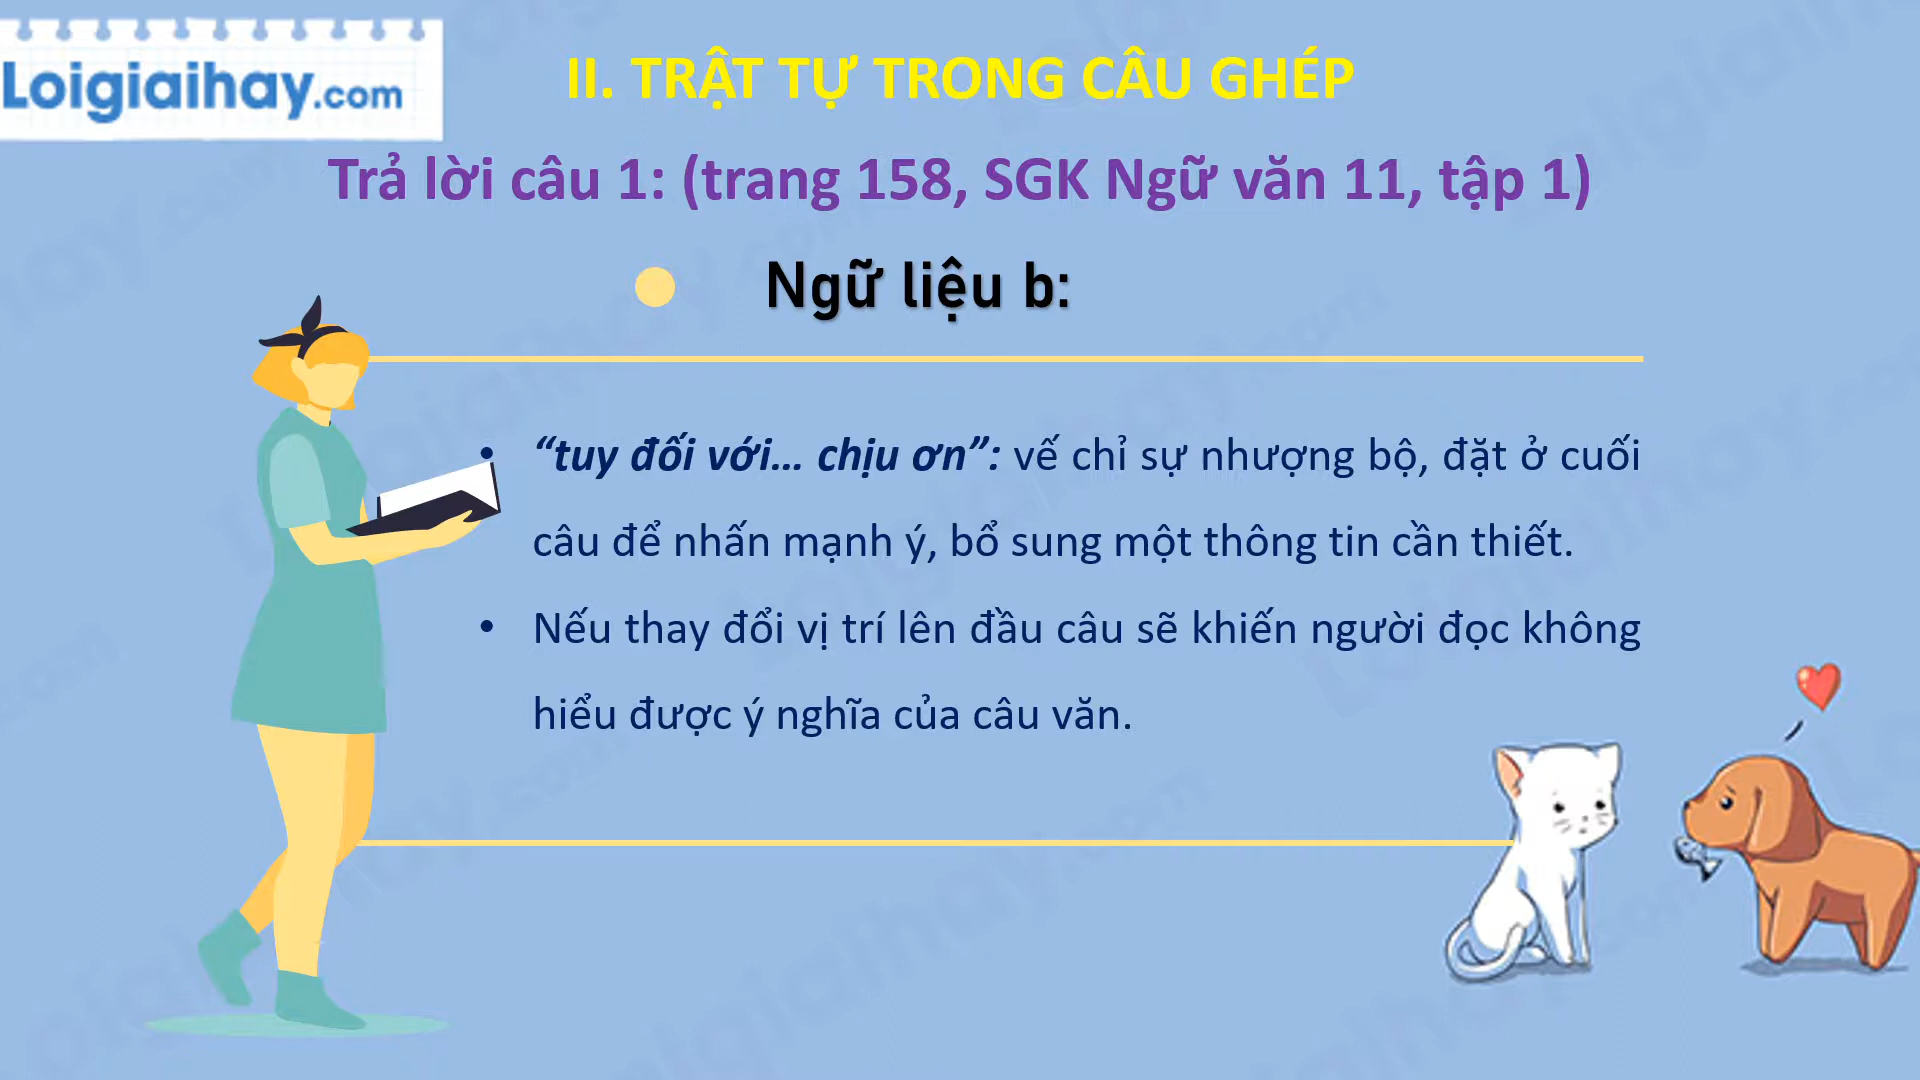 Loigiaihay.com
II. TRẬT TỰ TRONG CÂU GHÉP
Trả lời câu 1: (trang 158, SGK Ngữ văn 11, tập 1)
Ngữ liệu b:
• “tuy đối với... chịu ơn”: vế chỉ sự nhượng bộ, đặt ở cuối
câu để nhấn mạnh ý, bổ sung một thông tin cần thiết.
• Nếu thay đổi vị trí lên đầu câu sẽ khiến người đọc không
hiểu được ý nghĩa của câu văn.